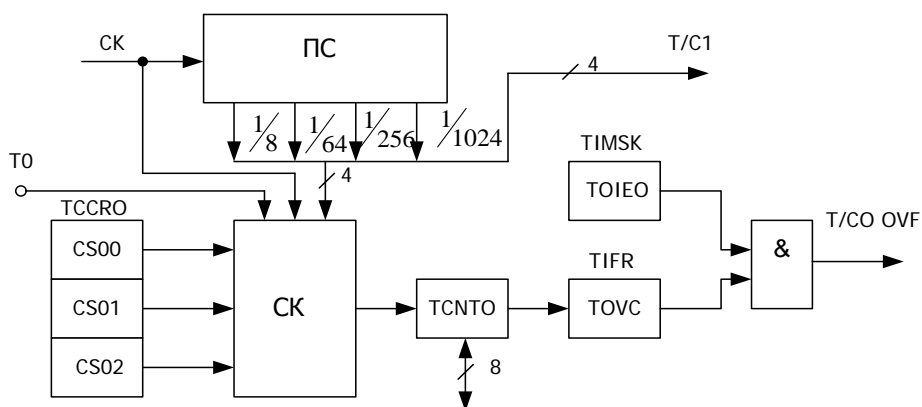 СК
ПС
Т/С1
4
1/8
1/64
1/256
1/1024
4
Т0
TIMSK
TOIEO
TCCRO
CS00
CS01
CS02
СК
TCNTO
8
TIFR
TOVC
&
T/CO OVF